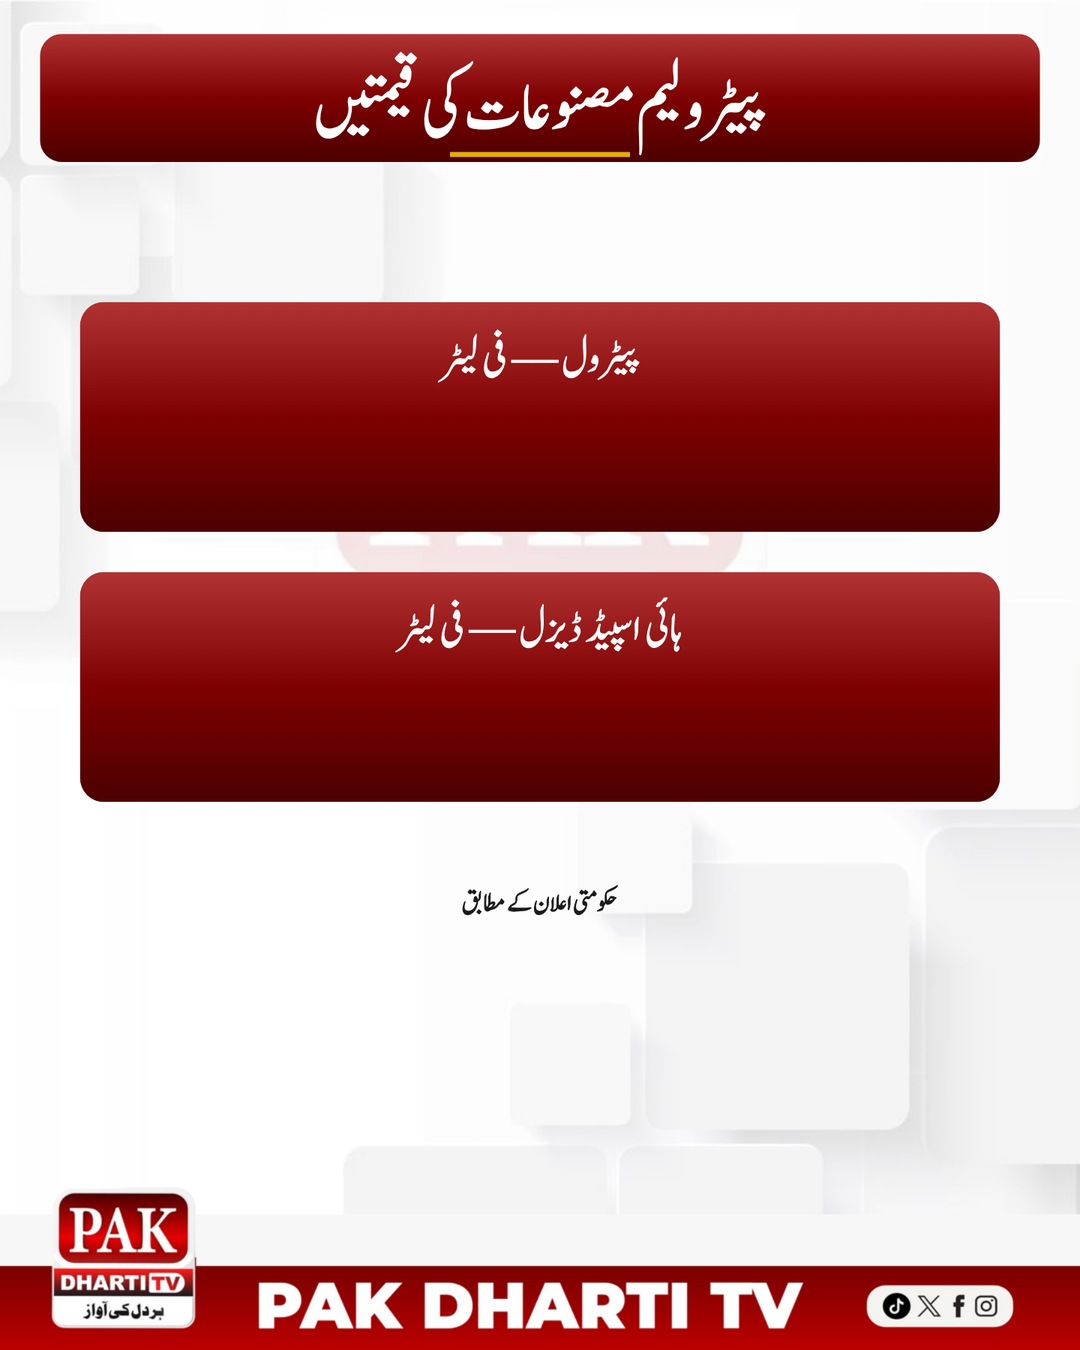 پیٹرولیم مصنوعات کی قیمتیں
پیٹرول — فی لیٹر
ہائی اسپیڈ ڈیزل — فی لیٹر
حکومتی اعلان کے مطابق
PAK
DHARTI TV
ہر دل کی آواز
PAK DHARTI TV